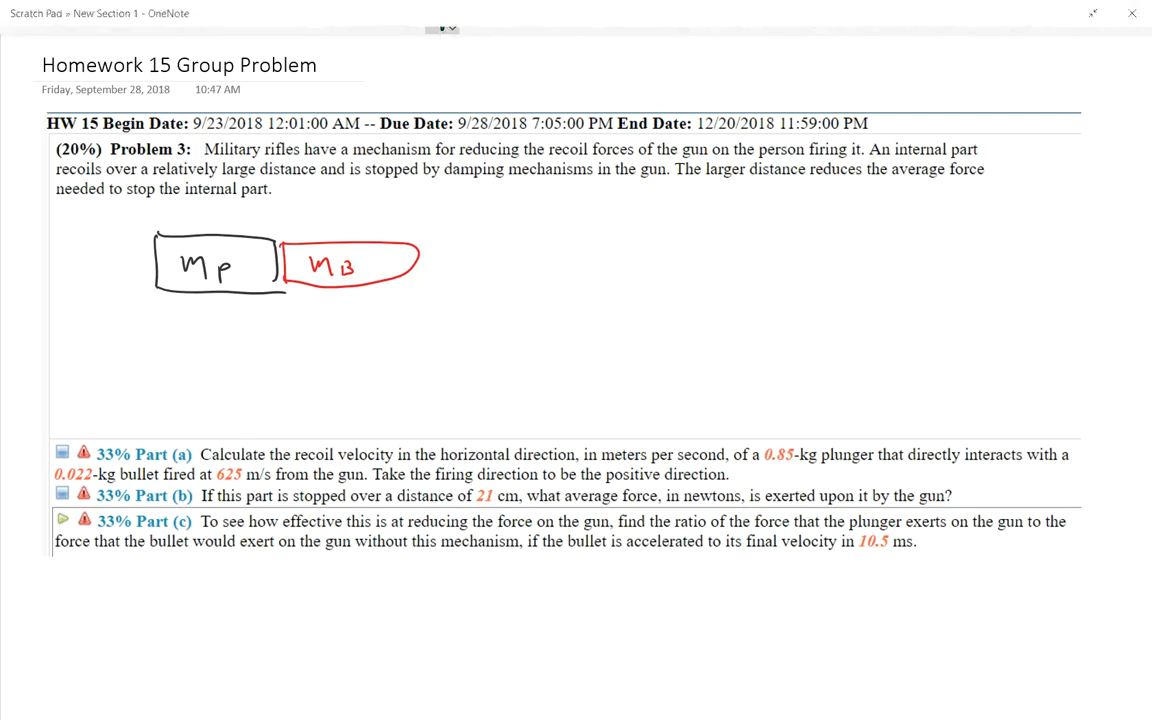 Scratch Pad » New Section 1 - OneNote
Homework 15 Group Problem
Friday, September 28, 2018 10:47 AM
HW 15 Begin Date: 9/23/2018 12:01:00 AM -- Due Date: 9/28/2018 7:05:00 PM End Date: 12/20/2018 11:59:00 PM
(20%) Problem 3: Military rifles have a mechanism for reducing the recoil forces of the gun on the person firing it. An internal part
recoils over a relatively large distance and is stopped by damping mechanisms in the gun. The larger distance reduces the average force
needed to stop the internal part.
mP mB
33% Part (a) Calculate the recoil velocity in the horizontal direction, in meters per second, of a 0.85-kg plunger that directly interacts with a
0.022-kg bullet fired at 625 m/s from the gun. Take the firing direction to be the positive direction.
33% Part (b) If this part is stopped over a distance of 21 cm, what average force, in newtons, is exerted upon it by the gun?
33% Part (c) To see how effective this is at reducing the force on the gun, find the ratio of the force that the plunger exerts on the gun to the
force that the bullet would exert on the gun without this mechanism, if the bullet is accelerated to its final velocity in 10.5 ms.